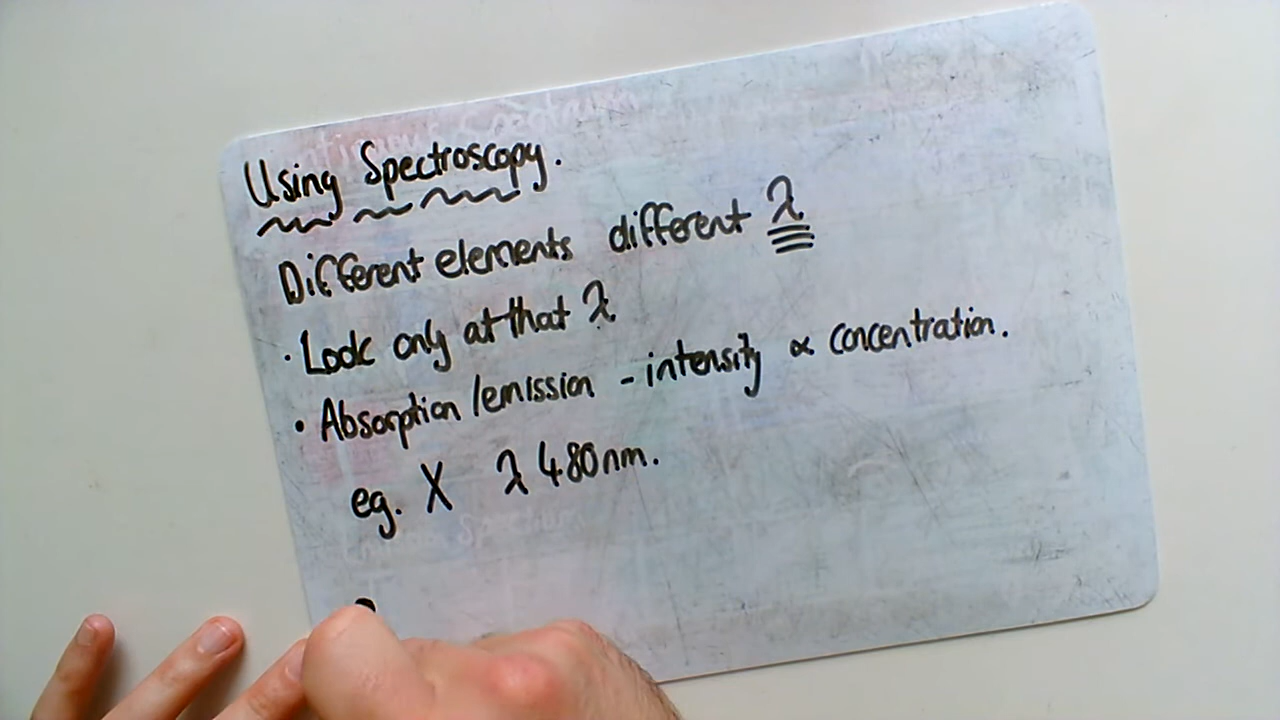 Using Spectroscopy.
Different elements different λ
· Look only at that λ.
· Absorption/emission - intensity ∝ concentration.
eg. X λ 480nm.